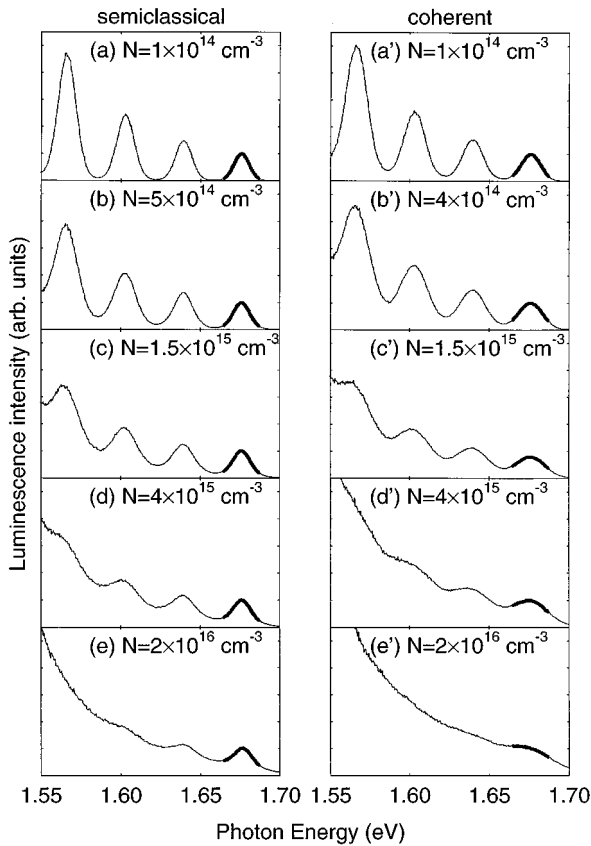 semiclassical
coherent
(a) N=1×10¹⁴ cm⁻³
(a') N=1×10¹⁴ cm⁻³
(b) N=5×10¹⁴ cm⁻³
(b') N=4×10¹⁴ cm⁻³
(c) N=1.5×10¹⁵ cm⁻³
(c') N=1.5×10¹⁵ cm⁻³
(d) N=4×10¹⁵ cm⁻³
(d') N=4×10¹⁵ cm⁻³
(e) N=2×10¹⁶ cm⁻³
(e') N=2×10¹⁶ cm⁻³
Luminescence intensity (arb. units)
1.55 1.60 1.65 1.70 1.55 1.60 1.65 1.70
Photon Energy (eV)